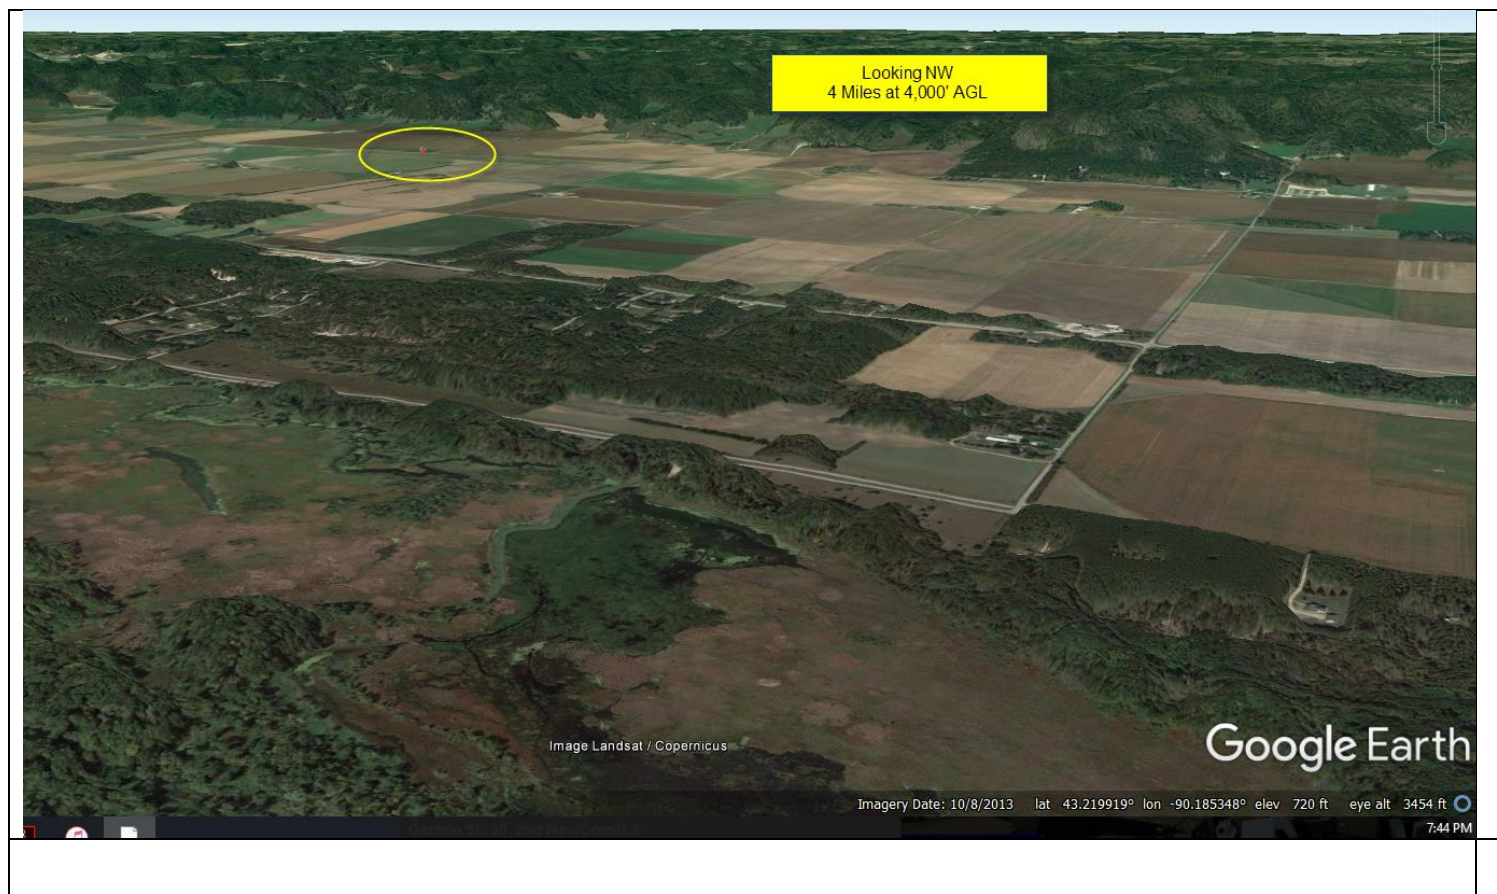 Looking NW
4 Miles at 4,000' AGL
Image Landsat / Copernicus
Google Earth
Imagery Date: 10/8/2013 lat 43.219919° lon -90.185348° elev 720 ft eye alt 3454 ft
7:44 PM